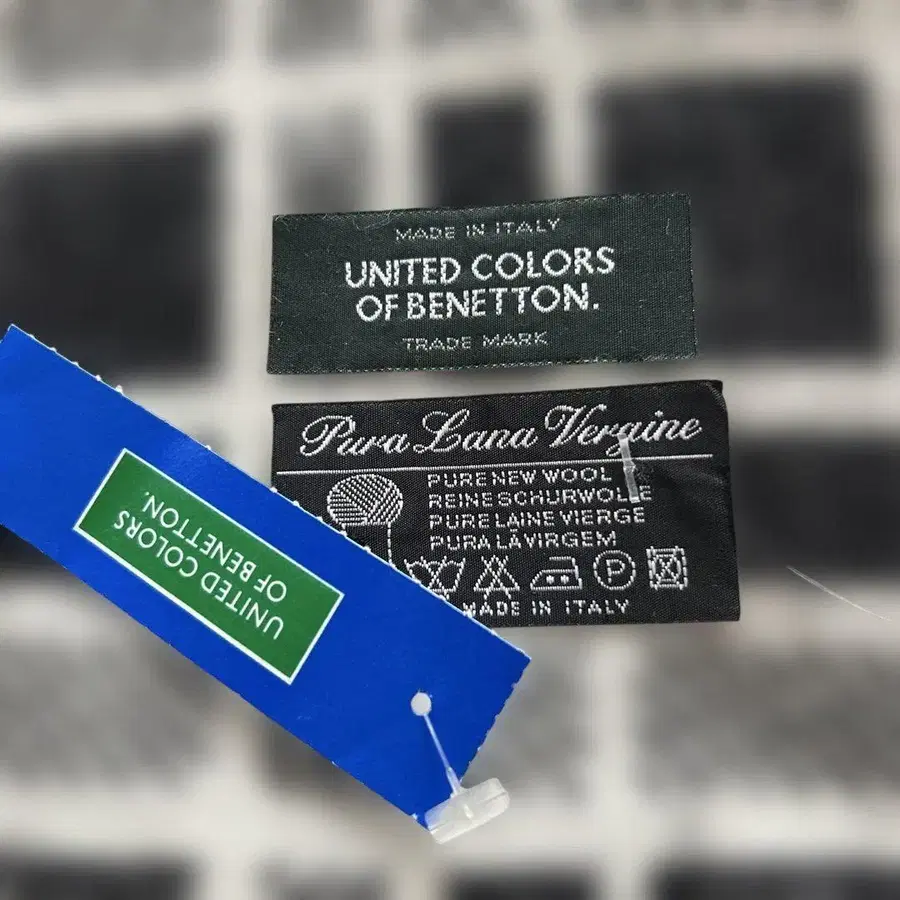 MADE IN ITALY
UNITED COLORS
OF BENETTON.
TRADE MARK
Pura Lana Vergine
PURE NEW WOOL
REINE SCHURWOLLE
PURE LAINE VIERGE
PURA LÃ VIRGEM
P
MADE IN ITALY
UNITED COLORS
OF BENETTON.